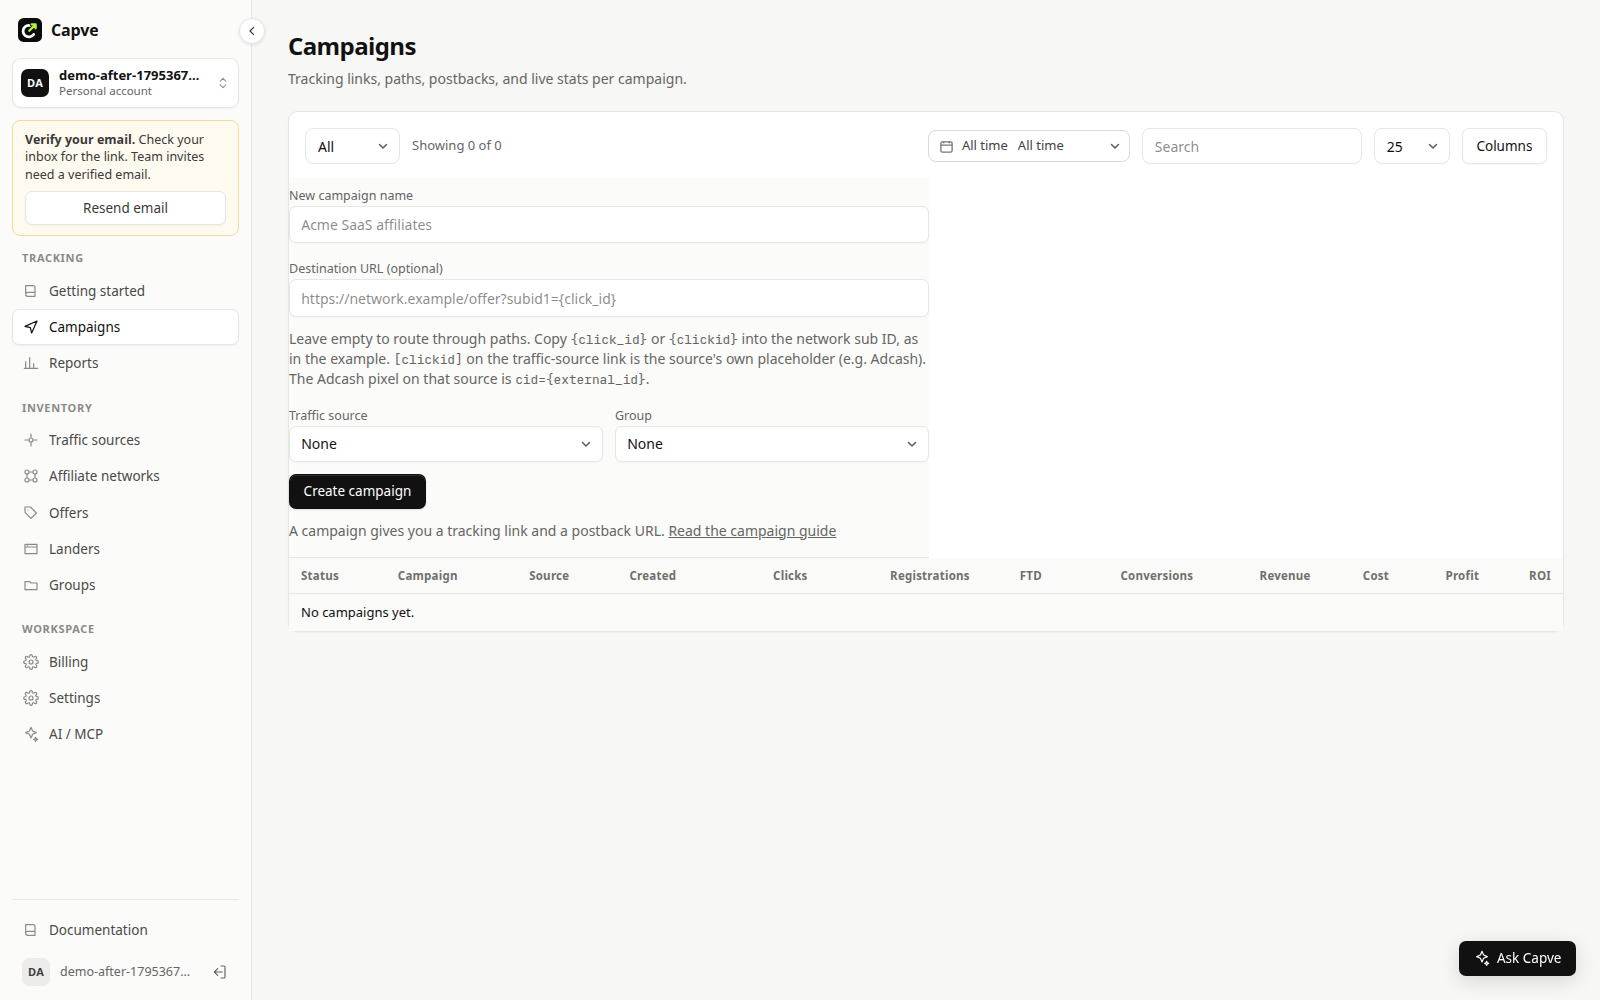 Capve
DA
demo-after-1795367...
Personal account
Verify your email. Check your
inbox for the link. Team invites
need a verified email.
Resend email
TRACKING
Getting started
Campaigns
Reports
INVENTORY
Traffic sources
Affiliate networks
Offers
Landers
Groups
WORKSPACE
Billing
Settings
AI / MCP
Documentation
DA
demo-after-1795367...
Campaigns
Tracking links, paths, postbacks, and live stats per campaign.
All
Showing 0 of 0
All time All time
Search
25
Columns
New campaign name
Acme SaaS affiliates
Destination URL (optional)
https://network.example/offer?subid1={click_id}
Leave empty to route through paths. Copy {click_id} or {clickid} into the network sub ID, as
in the example. [clickid] on the traffic-source link is the source's own placeholder (e.g. Adcash).
The Adcash pixel on that source is cid={external_id}.
Traffic source
Group
None
None
Create campaign
A campaign gives you a tracking link and a postback URL. Read the campaign guide
Status Campaign Source Created Clicks Registrations FTD Conversions Revenue Cost Profit ROI
No campaigns yet.
Ask Capve